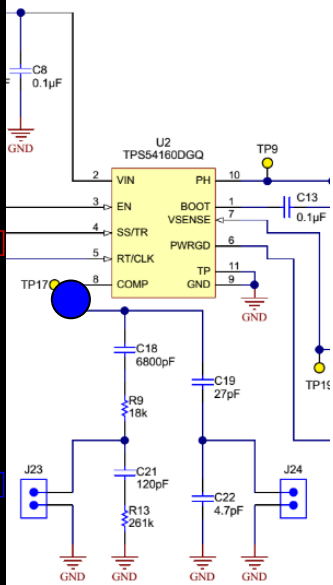 C8
0.1µF
GND
U2
TPS54160DGQ
TP9
2 VIN PH 10
C13
3 EN BOOT 1
0.1µF
VSENSE 7
4 SS/TR
PWRGD 6
5 RT/CLK
TP 11
TP17 8 COMP GND 9
GND
C18
6800pF
C19
27pF
TP19
R9
18k
J23 C21 J24
120pF
C22
4.7pF
R13
261k
GND GND GND GND